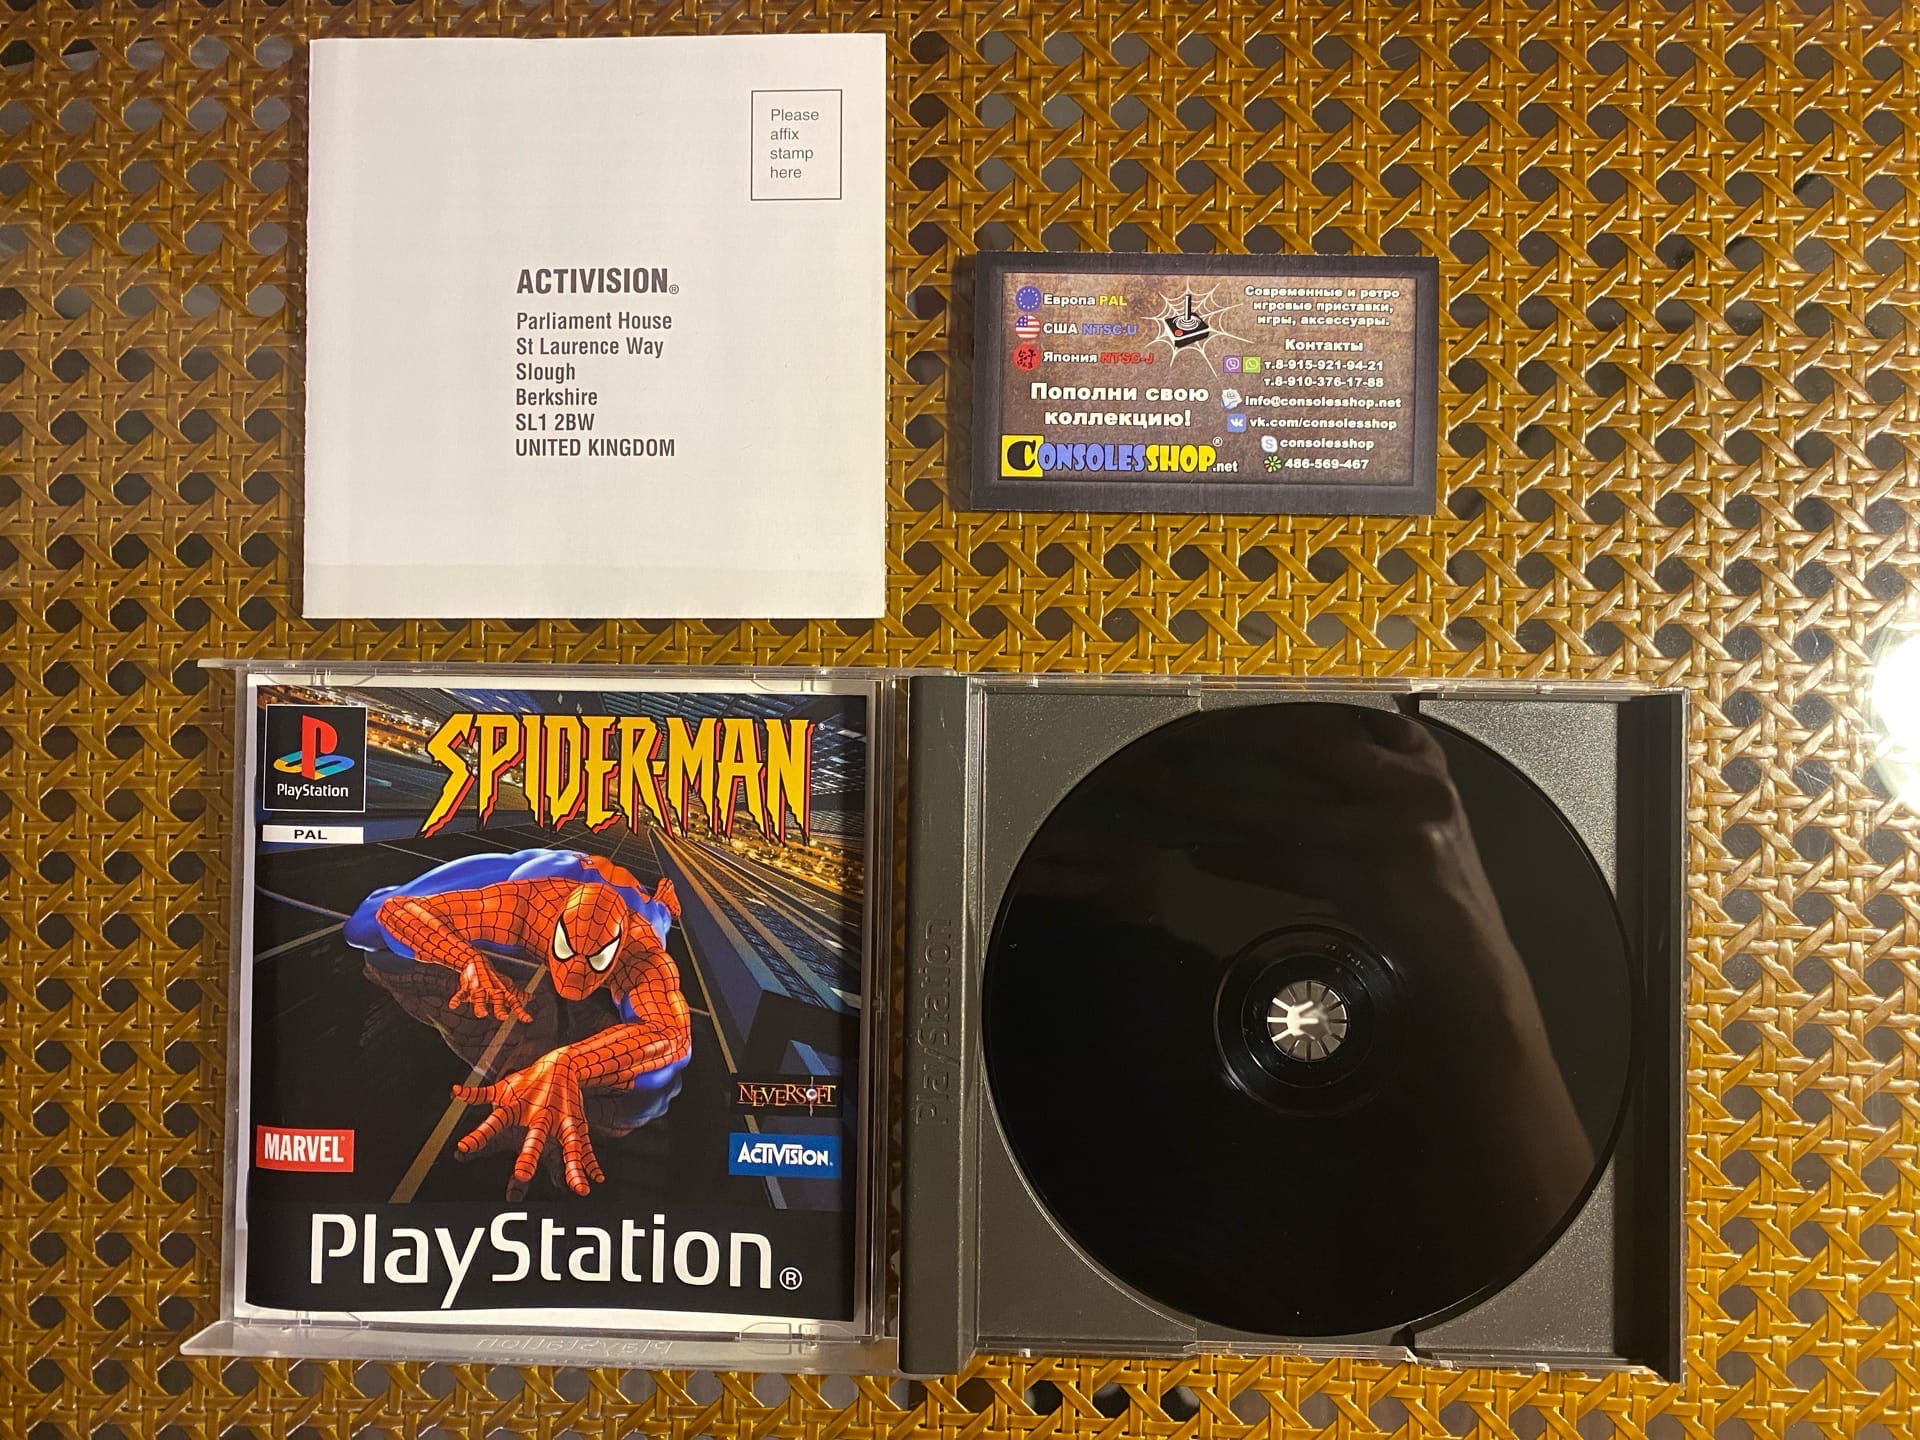 Please
affix
stamp
here
ACTIVISION®
Parliament House
St Laurence Way
Slough
Berkshire
SL1 2BW
UNITED KINGDOM
Европа PAL
США NTSC-U
Япония NTSC-J
Пополни свою
коллекцию!
CONSOLESSHOP®.net
Современные и ретро
игровые приставки,
игры, аксессуары.
Контакты
т.8-915-921-94-21
т.8-910-376-17-88
info@consolesshop.net
vk.com/consolesshop
consolesshop
486-569-467
PlayStation
PAL
SPIDER-MAN®
NEVERSOFT
MARVEL®
ACTIVISION®
PlayStation®
PlayStation
PlayStation